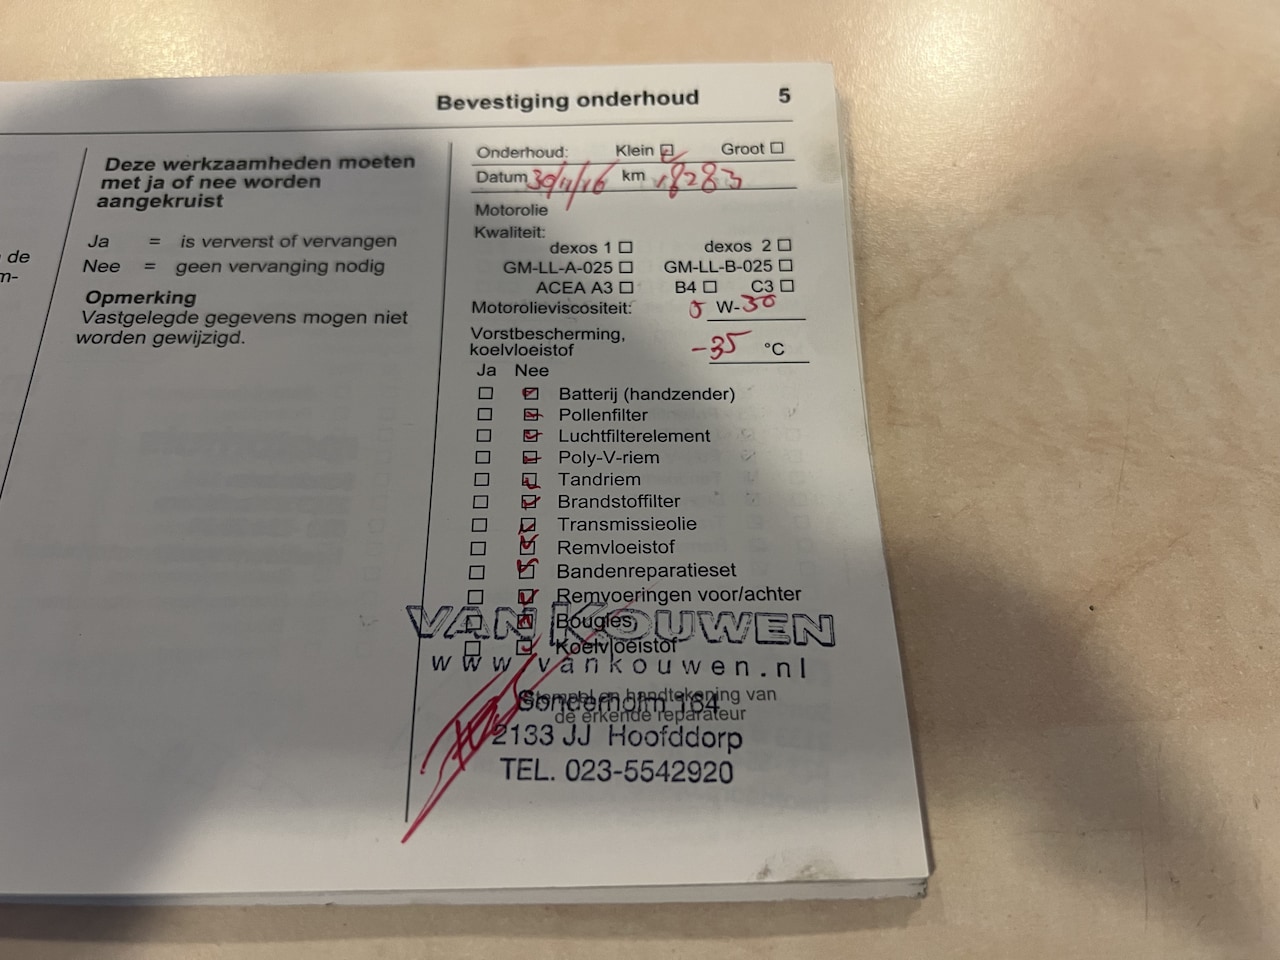 Bevestiging onderhoud 5
de
m-
Deze werkzaamheden moeten
met ja of nee worden
aangekruist
Ja = is ververst of vervangen
Nee = geen vervanging nodig
Opmerking
Vastgelegde gegevens mogen niet
worden gewijzigd.
Onderhoud: Klein Groot
Datum 30/11/16 km 18283
Motorolie
Kwaliteit:
dexos 1 dexos 2
GM-LL-A-025 GM-LL-B-025
ACEA A3 B4 C3
Motorolieviscositeit: 5 W-30
Vorstbescherming,
koelvloeistof -35 °C
Ja Nee
Batterij (handzender)
Pollenfilter
Luchtfilterelement
Poly-V-riem
Tandriem
Brandstoffilter
Transmissieolie
Remvloeistof
Bandenreparatieset
Remvoeringen voor/achter
Bougies
Koelvloeistof
VAN KOUWEN
www.vankouwen.nl
Stempel en handtekening van
de erkende reparateur
164
2133 JJ Hoofddorp
TEL. 023-5542920